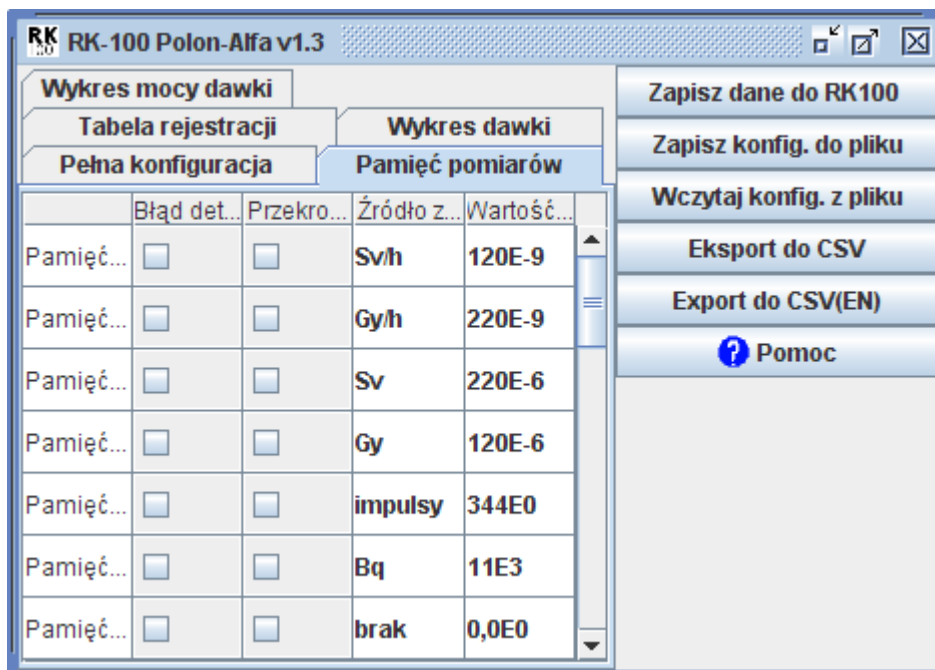 RK-100 Polon-Alfa v1.3
Wykres mocy dawki
Tabela rejestracji Wykres dawki
Pełna konfiguracja Pamięć pomiarów
Błąd det... Przekro... Źródło z... Wartość...
Pamięć... Sv/h 120E-9
Pamięć... Gy/h 220E-9
Pamięć... Sv 220E-6
Pamięć... Gy 120E-6
Pamięć... impulsy 344E0
Pamięć... Bq 11E3
Pamięć... brak 0,0E0
Zapisz dane do RK100
Zapisz konfig. do pliku
Wczytaj konfig. z pliku
Eksport do CSV
Export do CSV(EN)
? Pomoc